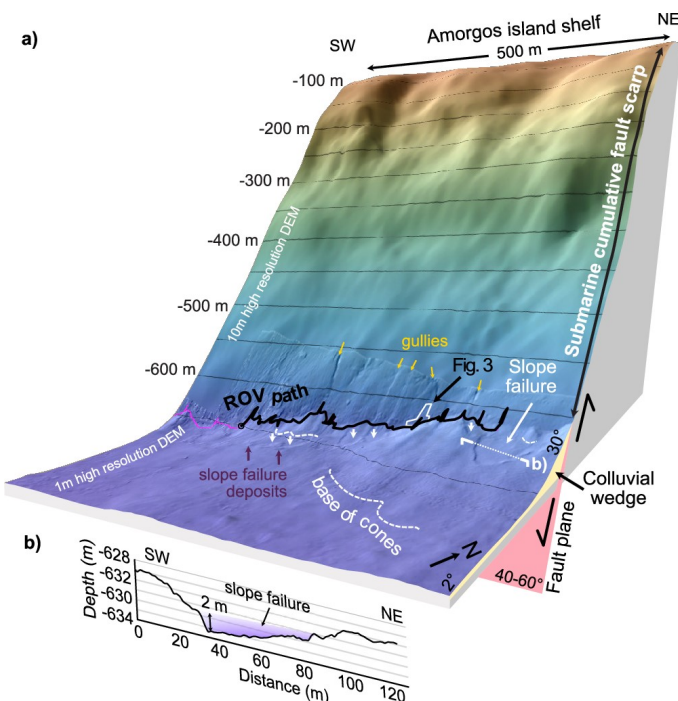 a)
SW
Amorgos island shelf
NE
500 m
-100 m
-200 m
-300 m
-400 m
-500 m
-600 m
10m high resolution DEM
Submarine cumulative fault scarp
gullies
Fig. 3
Slope
failure
ROV path
b)
30°
1m high resolution DEM
slope failure
deposits
base of cones
Colluvial
wedge
Fault plane
N
2°
40-60°
b)
-628
-632
-630
-634
Depth (m)
SW
slope failure
2 m
NE
0
20
40
60
80
100
120
Distance (m)